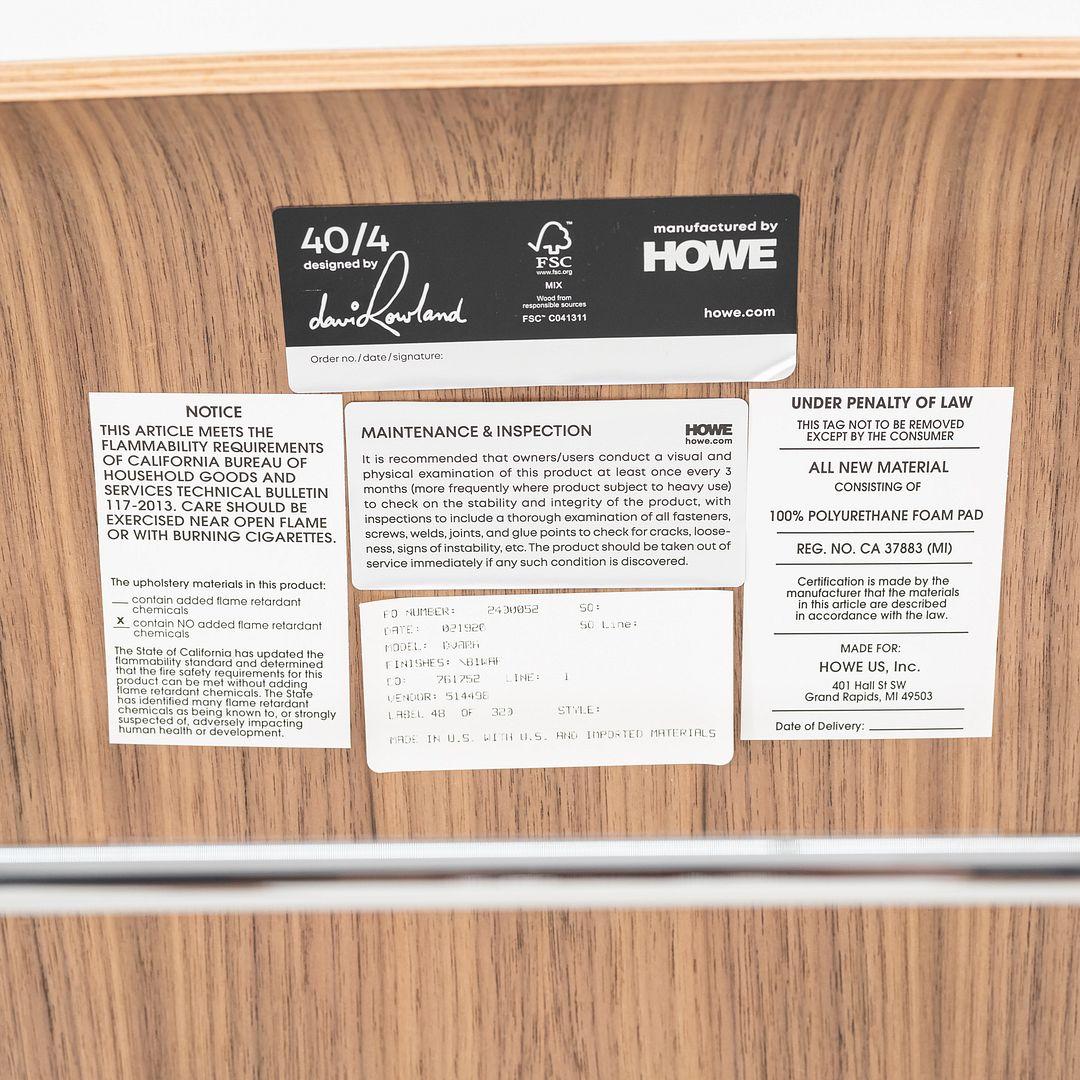 40/4
designed by
david Rowland
FSC™
www.fsc.org
MIX
Wood from
responsible sources
FSC™ C041311
manufactured by
HOWE
howe.com
Order no./date/signature:
NOTICE
THIS ARTICLE MEETS THE
FLAMMABILITY REQUIREMENTS
OF CALIFORNIA BUREAU OF
HOUSEHOLD GOODS AND
SERVICES TECHNICAL BULLETIN
117-2013. CARE SHOULD BE
EXERCISED NEAR OPEN FLAME
OR WITH BURNING CIGARETTES.
The upholstery materials in this product:
__ contain added flame retardant
chemicals
X contain NO added flame retardant
chemicals
The State of California has updated the
flammability standard and determined
that the fire safety requirements for this
product can be met without adding
flame retardant chemicals. The State
has identified many flame retardant
chemicals as being known to, or strongly
suspected of, adversely impacting
human health or development.
MAINTENANCE & INSPECTION
HOWE
howe.com
It is recommended that owners/users conduct a visual and
physical examination of this product at least once every 3
months (more frequently where product subject to heavy use)
to check on the stability and integrity of the product, with
inspections to include a thorough examination of all fasteners,
screws, welds, joints, and glue points to check for cracks, loose-
ness, signs of instability, etc. The product should be taken out of
service immediately if any such condition is discovered.
PO NUMBER: 2430052 SO:
DATE: 021920 SO Line:
MODEL:
FINISHES:
CO: 761752 LINE: 1
VENDOR: 514498
LABEL 48 OF 320 STYLE:
MADE IN U.S. WITH U.S. AND IMPORTED MATERIALS
UNDER PENALTY OF LAW
THIS TAG NOT TO BE REMOVED
EXCEPT BY THE CONSUMER
ALL NEW MATERIAL
CONSISTING OF
100% POLYURETHANE FOAM PAD
REG. NO. CA 37883 (MI)
Certification is made by the
manufacturer that the materials
in this article are described
in accordance with the law.
MADE FOR:
HOWE US, Inc.
401 Hall St SW
Grand Rapids, MI 49503
Date of Delivery: